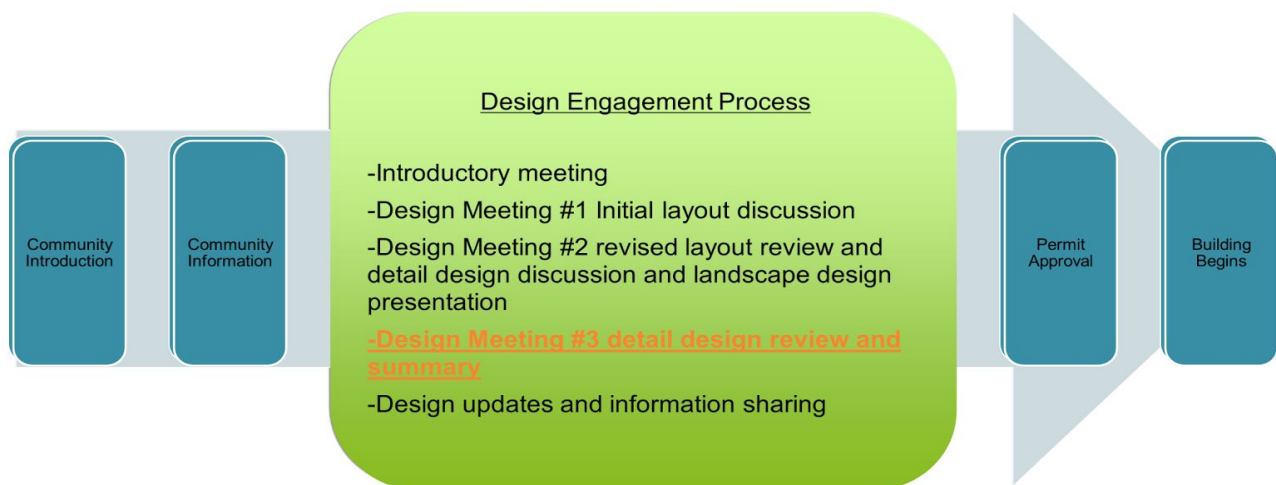 Community
Introduction
Community
Information
Design Engagement Process
-Introductory meeting
-Design Meeting #1 Initial layout discussion
-Design Meeting #2 revised layout review and
detail design discussion and landscape design
presentation
-Design Meeting #3 detail design review and
summary
-Design updates and information sharing
Permit
Approval
Building
Begins